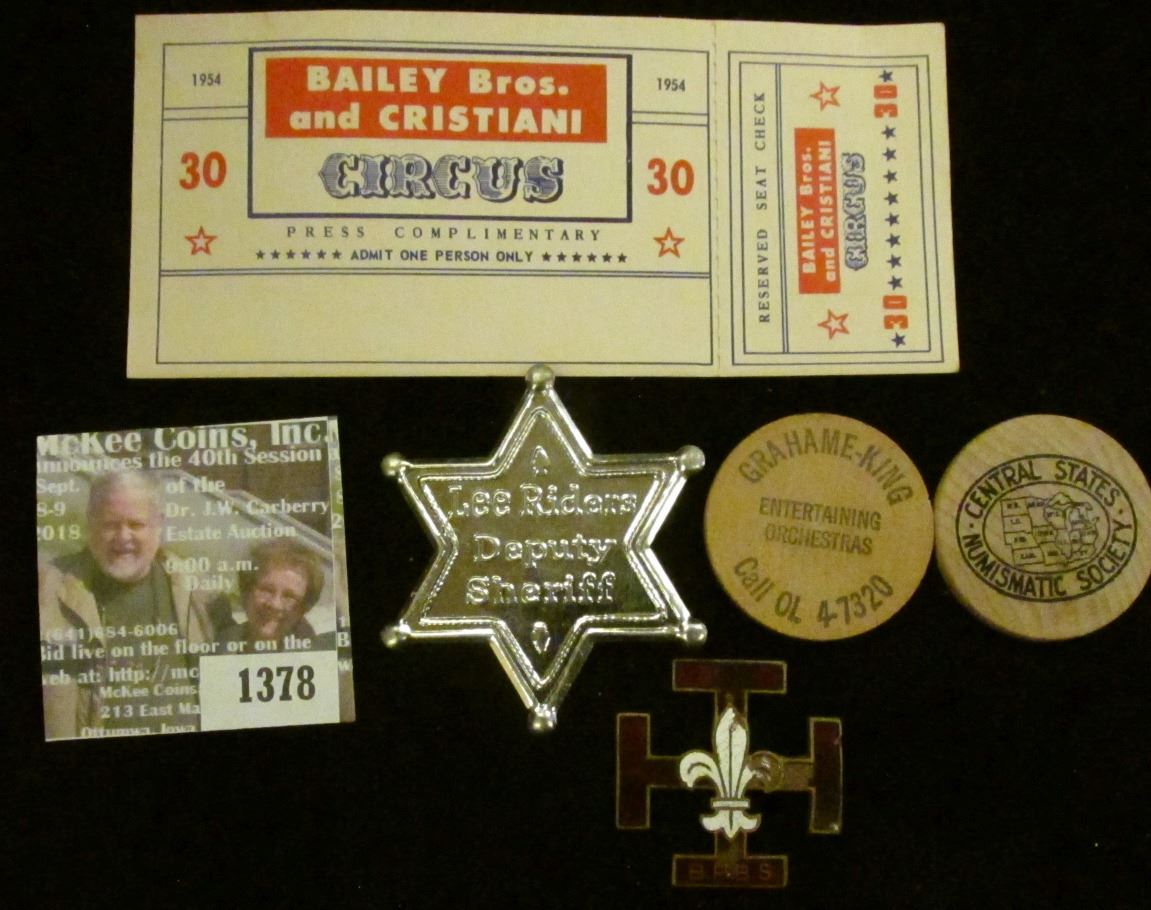 1954
BAILEY Bros.
and CRISTIANI
CIRCUS
1954
30
30
PRESS COMPLIMENTARY
★★★★★★ ADMIT ONE PERSON ONLY ★★★★★★
RESERVED SEAT CHECK
BAILEY Bros.
and CRISTIANI
CIRCUS
30
30
McKee Coins, Inc.
nnounces the 40th Session
Sept. of the
8-9 Dr. J.W. Carberry
2018 Estate Auction
9:00 a.m.
Daily
(641)684-6006
Bid live on the floor or on the
web at: http://mc
McKee Coins
213 East Ma
Ottumwa, Iowa
1378
Lee Riders
Deputy
Sheriff
GRAHAME-KING
ENTERTAINING
ORCHESTRAS
Call OL 4-7320
CENTRAL STATES
NUMISMATIC SOCIETY